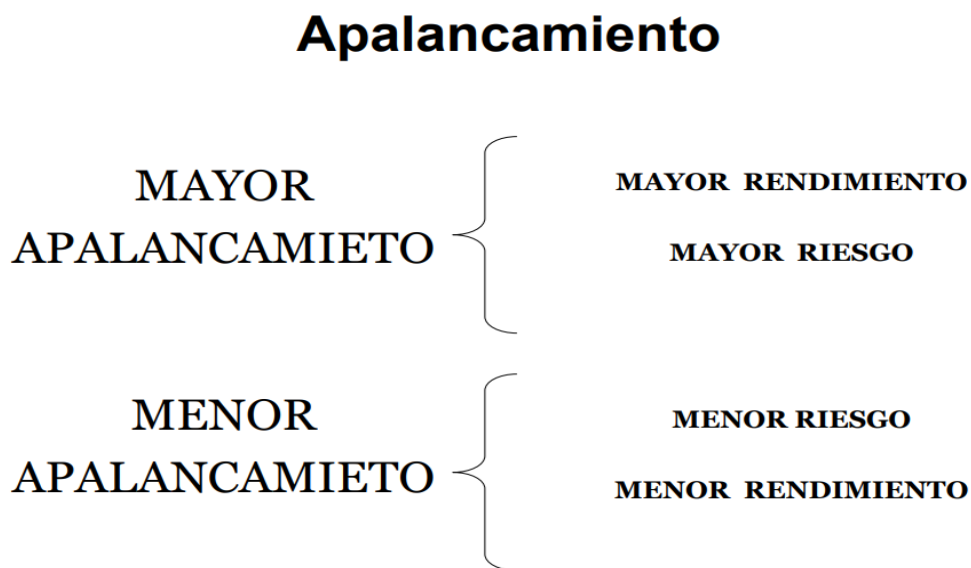 Apalancamiento
MAYOR
APALANCAMIETO
MAYOR RENDIMIENTO
MAYOR RIESGO
MENOR
APALANCAMIETO
MENOR RIESGO
MENOR RENDIMIENTO